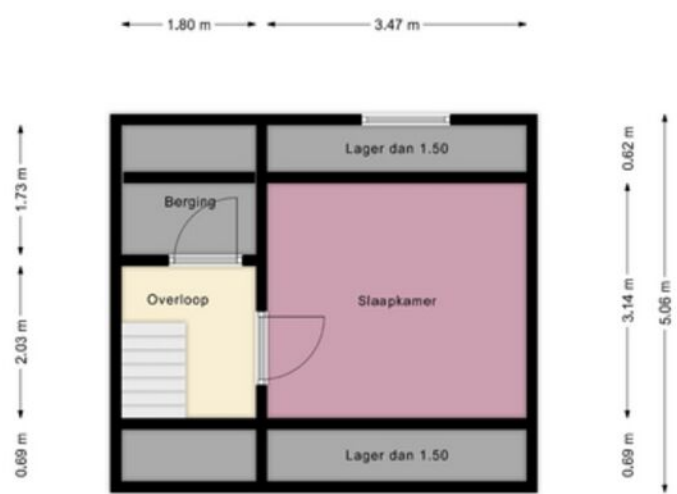 1.80 m
3.47 m
Lager dan 1.50
0.62 m
1.73 m
Berging
Overloop
Slaapkamer
3.14 m
5.06 m
2.03 m
0.69 m
Lager dan 1.50
0.69 m